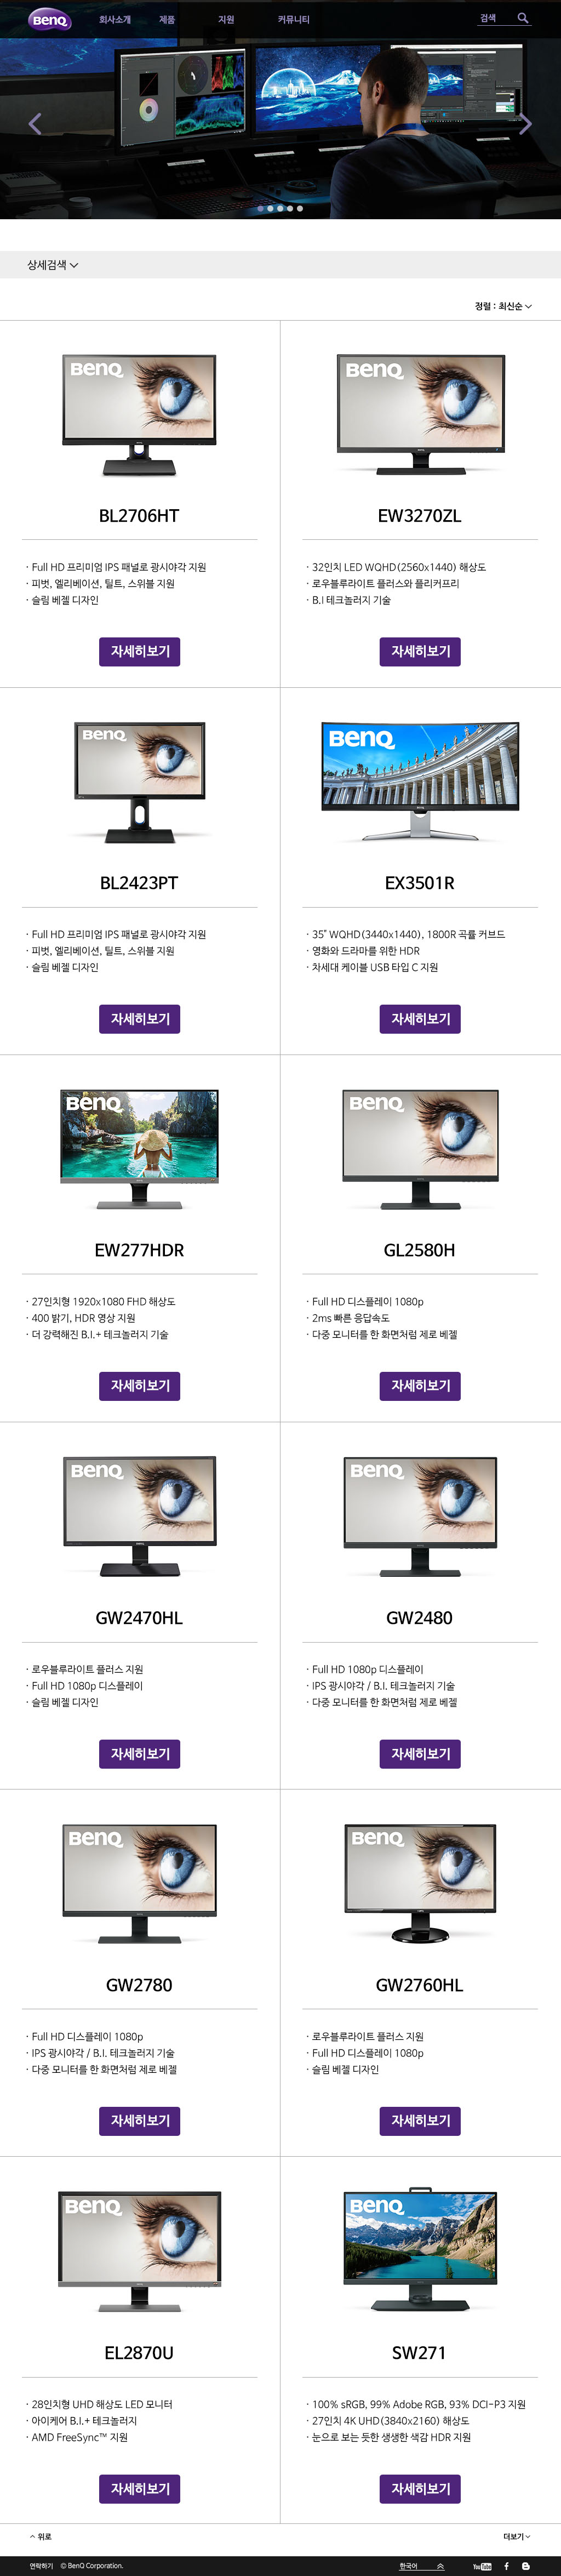 BenQ 회사소개 제품 지원 커뮤니티 검색
상세검색
정렬 : 최신순
BenQ
BL2706HT
· Full HD 프리미엄 IPS 패널로 광시야각 지원
· 피벗, 엘리베이션, 틸트, 스위블 지원
· 슬림 베젤 디자인
자세히보기
BenQ
EW3270ZL
· 32인치 LED WQHD(2560x1440) 해상도
· 로우블루라이트 플러스와 플리커프리
· B.I 테크놀러지 기술
자세히보기
BenQ
BL2423PT
· Full HD 프리미엄 IPS 패널로 광시야각 지원
· 피벗, 엘리베이션, 틸트, 스위블 지원
· 슬림 베젤 디자인
자세히보기
BenQ
EX3501R
· 35" WQHD(3440x1440), 1800R 곡률 커브드
· 영화와 드라마를 위한 HDR
· 차세대 케이블 USB 타입 C 지원
자세히보기
BenQ
EW277HDR
· 27인치형 1920x1080 FHD 해상도
· 400 밝기, HDR 영상 지원
· 더 강력해진 B.I.+ 테크놀러지 기술
자세히보기
BenQ
GL2580H
· Full HD 디스플레이 1080p
· 2ms 빠른 응답속도
· 다중 모니터를 한 화면처럼 제로 베젤
자세히보기
BenQ
GW2470HL
· 로우블루라이트 플러스 지원
· Full HD 1080p 디스플레이
· 슬림 베젤 디자인
자세히보기
BenQ
GW2480
· Full HD 1080p 디스플레이
· IPS 광시야각 / B.I. 테크놀러지 기술
· 다중 모니터를 한 화면처럼 제로 베젤
자세히보기
BenQ
GW2780
· Full HD 디스플레이 1080p
· IPS 광시야각 / B.I. 테크놀러지 기술
· 다중 모니터를 한 화면처럼 제로 베젤
자세히보기
BenQ
GW2760HL
· 로우블루라이트 플러스 지원
· Full HD 디스플레이 1080p
· 슬림 베젤 디자인
자세히보기
BenQ
EL2870U
· 28인치형 UHD 해상도 LED 모니터
· 아이케어 B.I.+ 테크놀러지
· AMD FreeSync™ 지원
자세히보기
BenQ
SW271
· 100% sRGB, 99% Adobe RGB, 93% DCI-P3 지원
· 27인치 4K UHD(3840x2160) 해상도
· 눈으로 보는 듯한 생생한 색감 HDR 지원
자세히보기
위로 더보기
연락하기 © BenQ Corporation. 한국어 YouTube